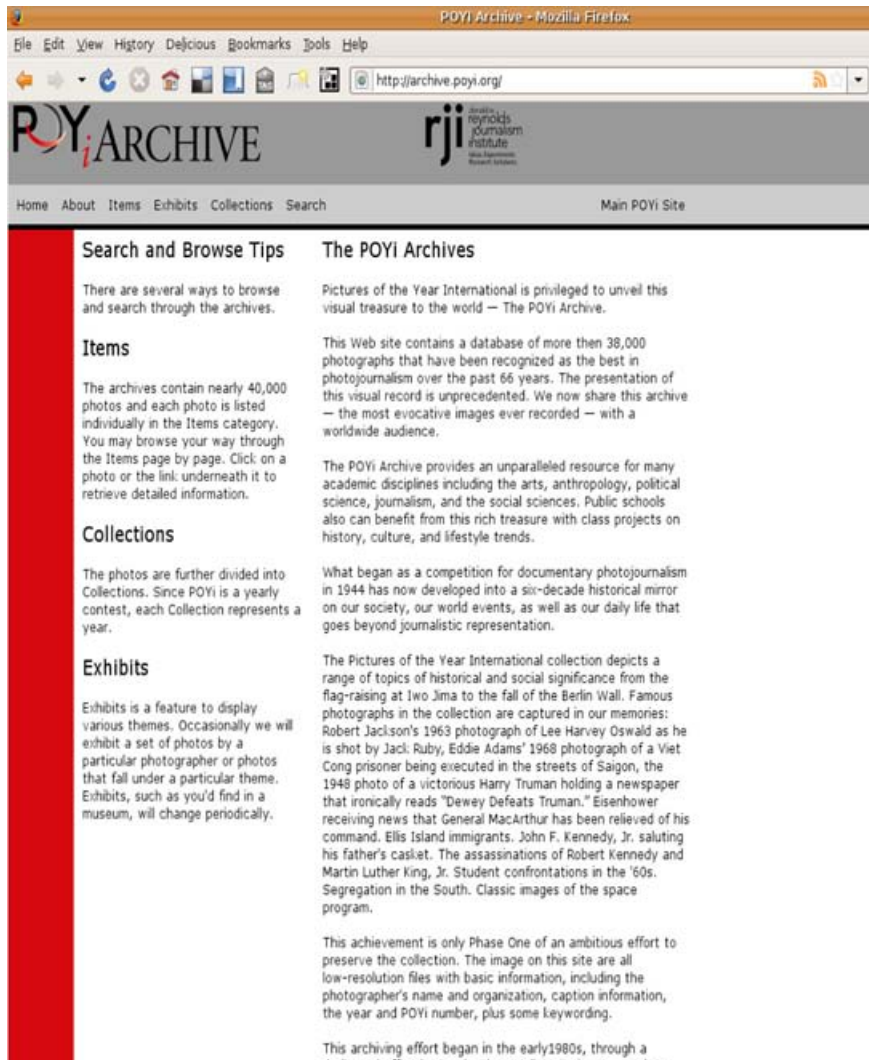 POYi Archive - Mozilla Firefox
File Edit View History Delicious Bookmarks Tools Help
http://archive.poyi.org/
POYi ARCHIVE
rji reynolds
journalism
institute
Home About Items Exhibits Collections Search Main POYi Site
Search and Browse Tips
There are several ways to browse
and search through the archives.
Items
The archives contain nearly 40,000
photos and each photo is listed
individually in the Items category.
You may browse your way through
the Items page by page. Click on a
photo or the link underneath it to
retrieve detailed information.
Collections
The photos are further divided into
Collections. Since POYi is a yearly
contest, each Collection represents a
year.
Exhibits
Exhibits is a feature to display
various themes. Occasionally we will
exhibit a set of photos by a
particular photographer or photos
that fall under a particular theme.
Exhibits, such as you'd find in a
museum, will change periodically.
The POYi Archives
Pictures of the Year International is privileged to unveil this
visual treasure to the world — The POYi Archive.
This Web site contains a database of more then 38,000
photographs that have been recognized as the best in
photojournalism over the past 66 years. The presentation of
this visual record is unprecedented. We now share this archive
— the most evocative images ever recorded — with a
worldwide audience.
The POYi Archive provides an unparalleled resource for many
academic disciplines including the arts, anthropology, political
science, journalism, and the social sciences. Public schools
also can benefit from this rich treasure with class projects on
history, culture, and lifestyle trends.
What began as a competition for documentary photojournalism
in 1944 has now developed into a six-decade historical mirror
on our society, our world events, as well as our daily life that
goes beyond journalistic representation.
The Pictures of the Year International collection depicts a
range of topics of historical and social significance from the
flag-raising at Iwo Jima to the fall of the Berlin Wall. Famous
photographs in the collection are captured in our memories:
Robert Jackson's 1963 photograph of Lee Harvey Oswald as he
is shot by Jack Ruby, Eddie Adams' 1968 photograph of a Viet
Cong prisoner being executed in the streets of Saigon, the
1948 photo of a victorious Harry Truman holding a newspaper
that ironically reads "Dewey Defeats Truman." Eisenhower
receiving news that General MacArthur has been relieved of his
command. Ellis Island immigrants. John F. Kennedy, Jr. saluting
his father's casket. The assassinations of Robert Kennedy and
Martin Luther King, Jr. Student confrontations in the '60s.
Segregation in the South. Classic images of the space
program.
This achievement is only Phase One of an ambitious effort to
preserve the collection. The image on this site are all
low-resolution files with basic information, including the
photographer's name and organization, caption information,
the year and POYi number, plus some keywording.
This archiving effort began in the early1980s, through a